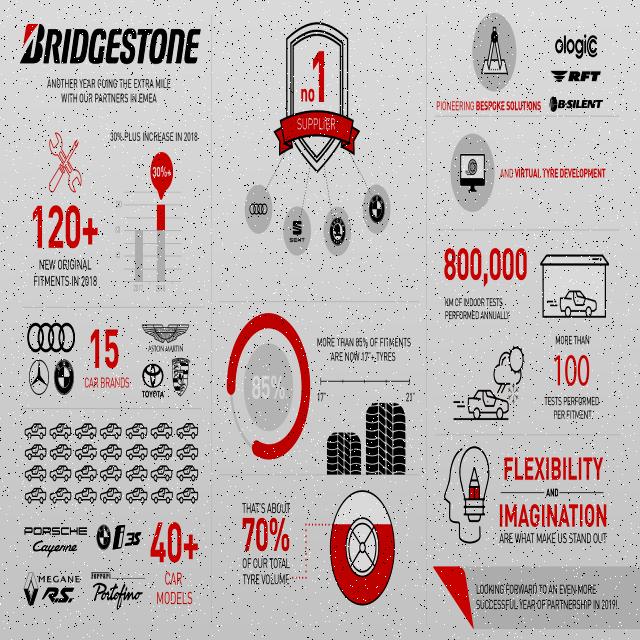 BRIDGESTONE
ANOTHER YEAR GOING THE EXTRA MILE
WITH OUR PARTNERS IN EMEA
30%-PLUS INCREASE IN 2018
30%+
120+
NEW ORIGINAL
FITMENTS IN 2018
15
CAR BRANDS
ASTON MARTIN
TOYOTA
PORSCHE
Cayenne
i3s
MEGANE
R.S.
Ferrari
Portofino
40+
CAR
MODELS
no1
SUPPLIER
SEAT
85%
MORE THAN 85% OF FITMENTS
ARE NOW 17"+ TYRES
17"
21"
THAT'S ABOUT
70%
OF OUR TOTAL
TYRE VOLUME
ologic
RFT
B-SILENT
PIONEERING BESPOKE SOLUTIONS
AND VIRTUAL TYRE DEVELOPMENT
800,000
KM OF INDOOR TESTS
PERFORMED ANNUALLY
MORE THAN
100
TESTS PERFORMED
PER FITMENT
FLEXIBILITY
AND
IMAGINATION
ARE WHAT MAKE US STAND OUT
LOOKING FORWARD TO AN EVEN MORE
SUCCESSFUL YEAR OF PARTNERSHIP IN 2019!